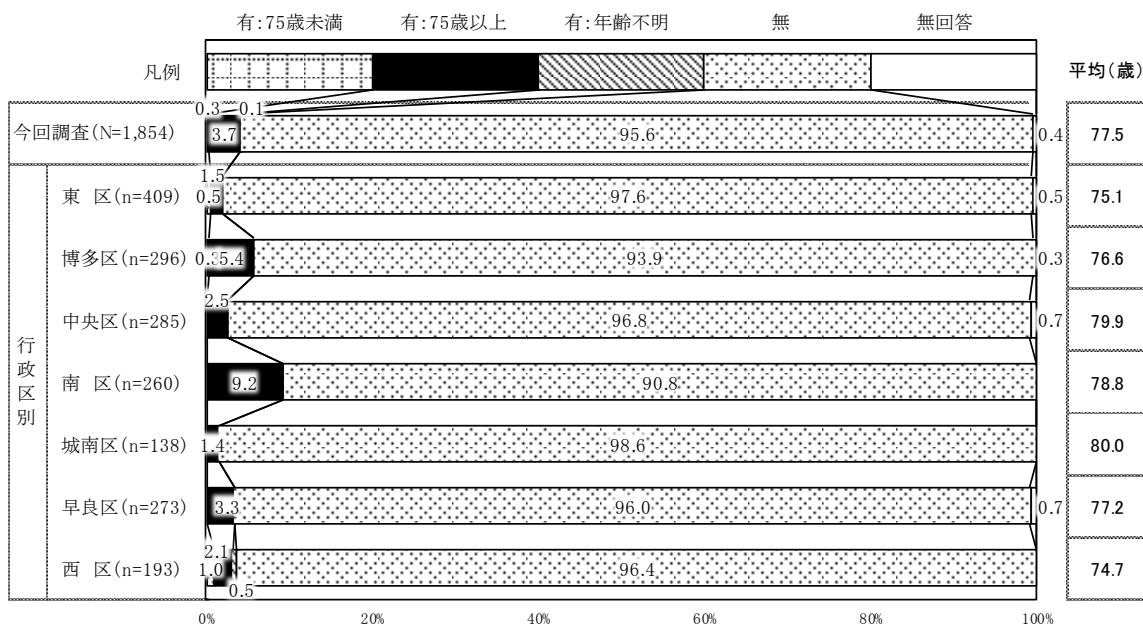 有:75歳未満 有:75歳以上 有:年齢不明 無 無回答
凡例 平均(歳)
0.3 0.1
今回調査(N=1,854) 3.7 95.6 0.4 77.5
行政区別
1.5
東 区(n=409) 0.5 97.6 0.5 75.1
博多区(n=296) 0.3 5.4 93.9 0.3 76.6
2.5
中央区(n=285) 96.8 0.7 79.9
南 区(n=260) 9.2 90.8 78.8
城南区(n=138) 1.4 98.6 80.0
早良区(n=273) 3.3 96.0 0.7 77.2
2.1
西 区(n=193) 1.0 96.4 74.7
0.5
0% 20% 40% 60% 80% 100%